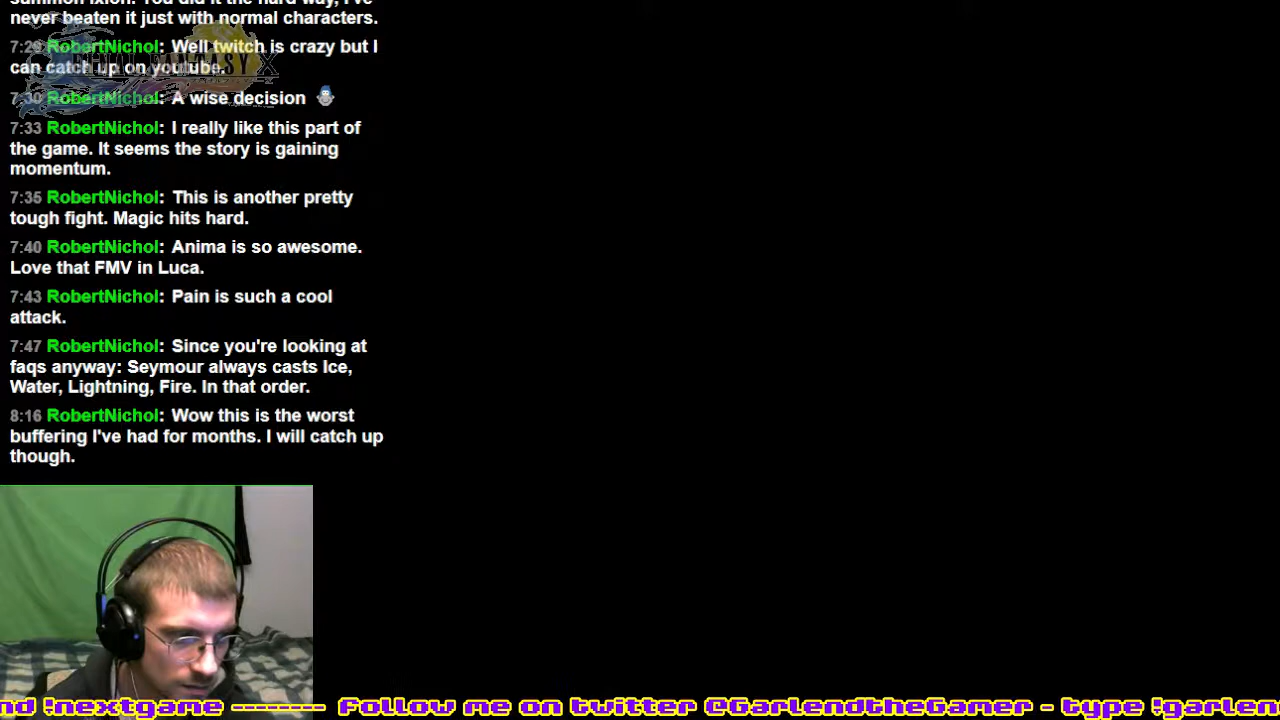 summon Ixion. You did it the hard way, I've
never beaten it just with normal characters.
7:29 RobertNichol: Well twitch is crazy but I
can catch up on youtube.
FINAL FANTASY X
7:30 RobertNichol: A wise decision
7:33 RobertNichol: I really like this part of
the game. It seems the story is gaining
momentum.
7:35 RobertNichol: This is another pretty
tough fight. Magic hits hard.
7:40 RobertNichol: Anima is so awesome.
Love that FMV in Luca.
7:43 RobertNichol: Pain is such a cool
attack.
7:47 RobertNichol: Since you're looking at
faqs anyway: Seymour always casts Ice,
Water, Lightning, Fire. In that order.
8:16 RobertNichol: Wow this is the worst
buffering I've had for months. I will catch up
though.
nd !nextgame -------- Follow me on twitter @GarlendtheGamer - type !garlen